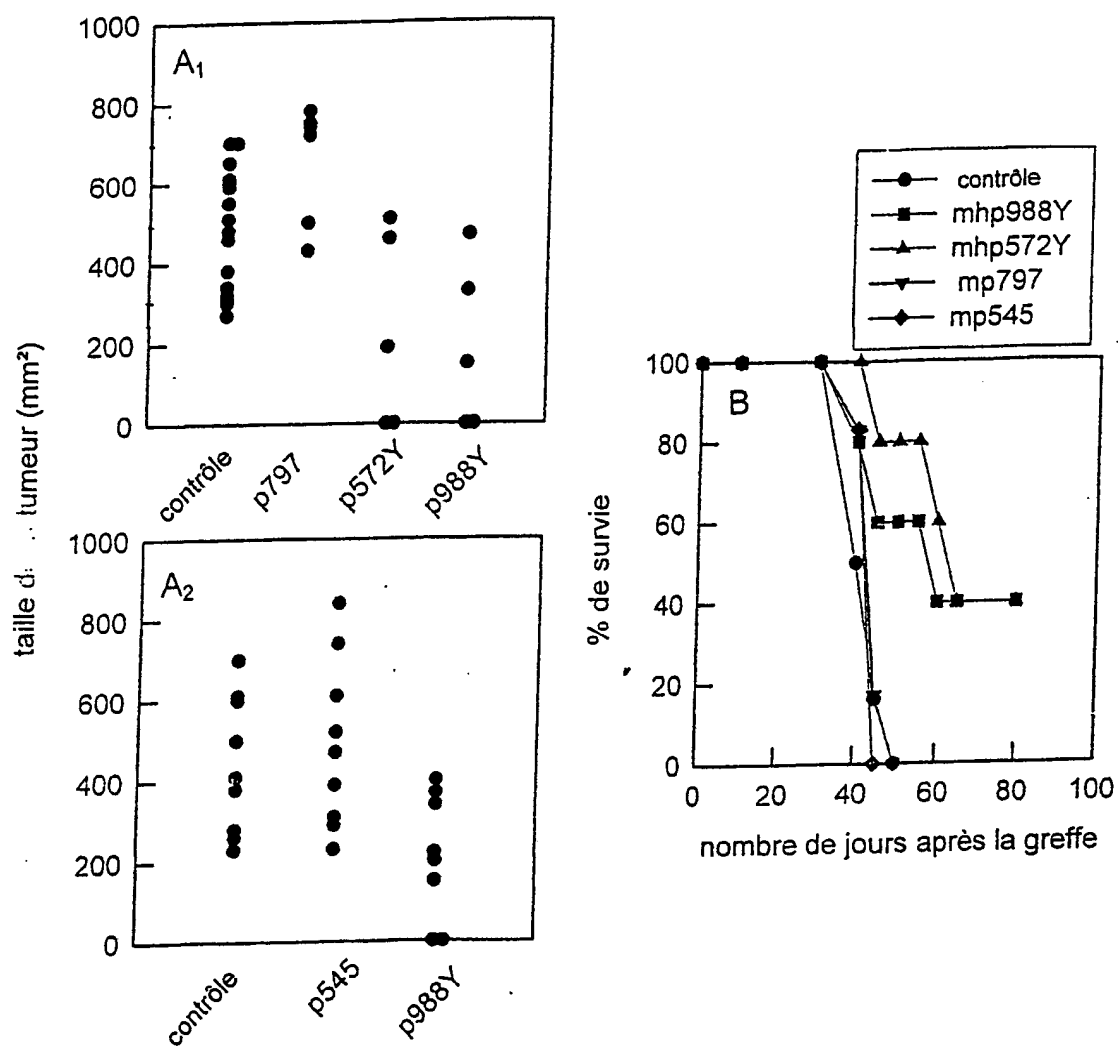 taille d tumeur (mm²)
1000
800
600
400
200
0
A₁
contrôle
p797
p572Y
p988Y
1000
800
600
400
200
0
A₂
contrôle
p545
p988Y
contrôle
mhp988Y
mhp572Y
mp797
mp545
% de survie
100
80
60
40
20
0
B
0 20 40 60 80 100
nombre de jours après la greffe